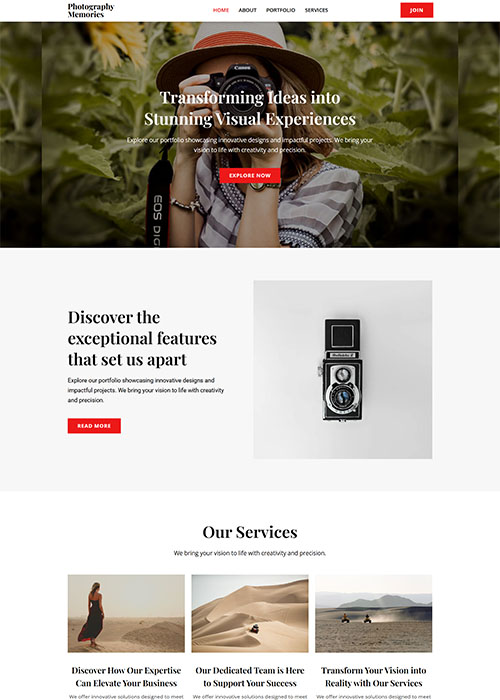 Photography
Memories
HOME ABOUT PORTFOLIO SERVICES JOIN
Transforming Ideas into
Stunning Visual Experiences
Explore our portfolio showcasing innovative designs and impactful projects. We bring your
vision to life with creativity and precision.
EXPLORE NOW
Canon
EOS DIG
Discover the
exceptional features
that set us apart
Explore our portfolio showcasing innovative designs and
impactful projects. We bring your vision to life with creativity
and precision.
READ MORE
Our Services
We bring your vision to life with creativity and precision.
Discover How Our Expertise
Can Elevate Your Business
Our Dedicated Team is Here
to Support Your Success
Transform Your Vision into
Reality with Our Services
We offer innovative solutions designed to meet
We offer innovative solutions designed to meet
We offer innovative solutions designed to meet